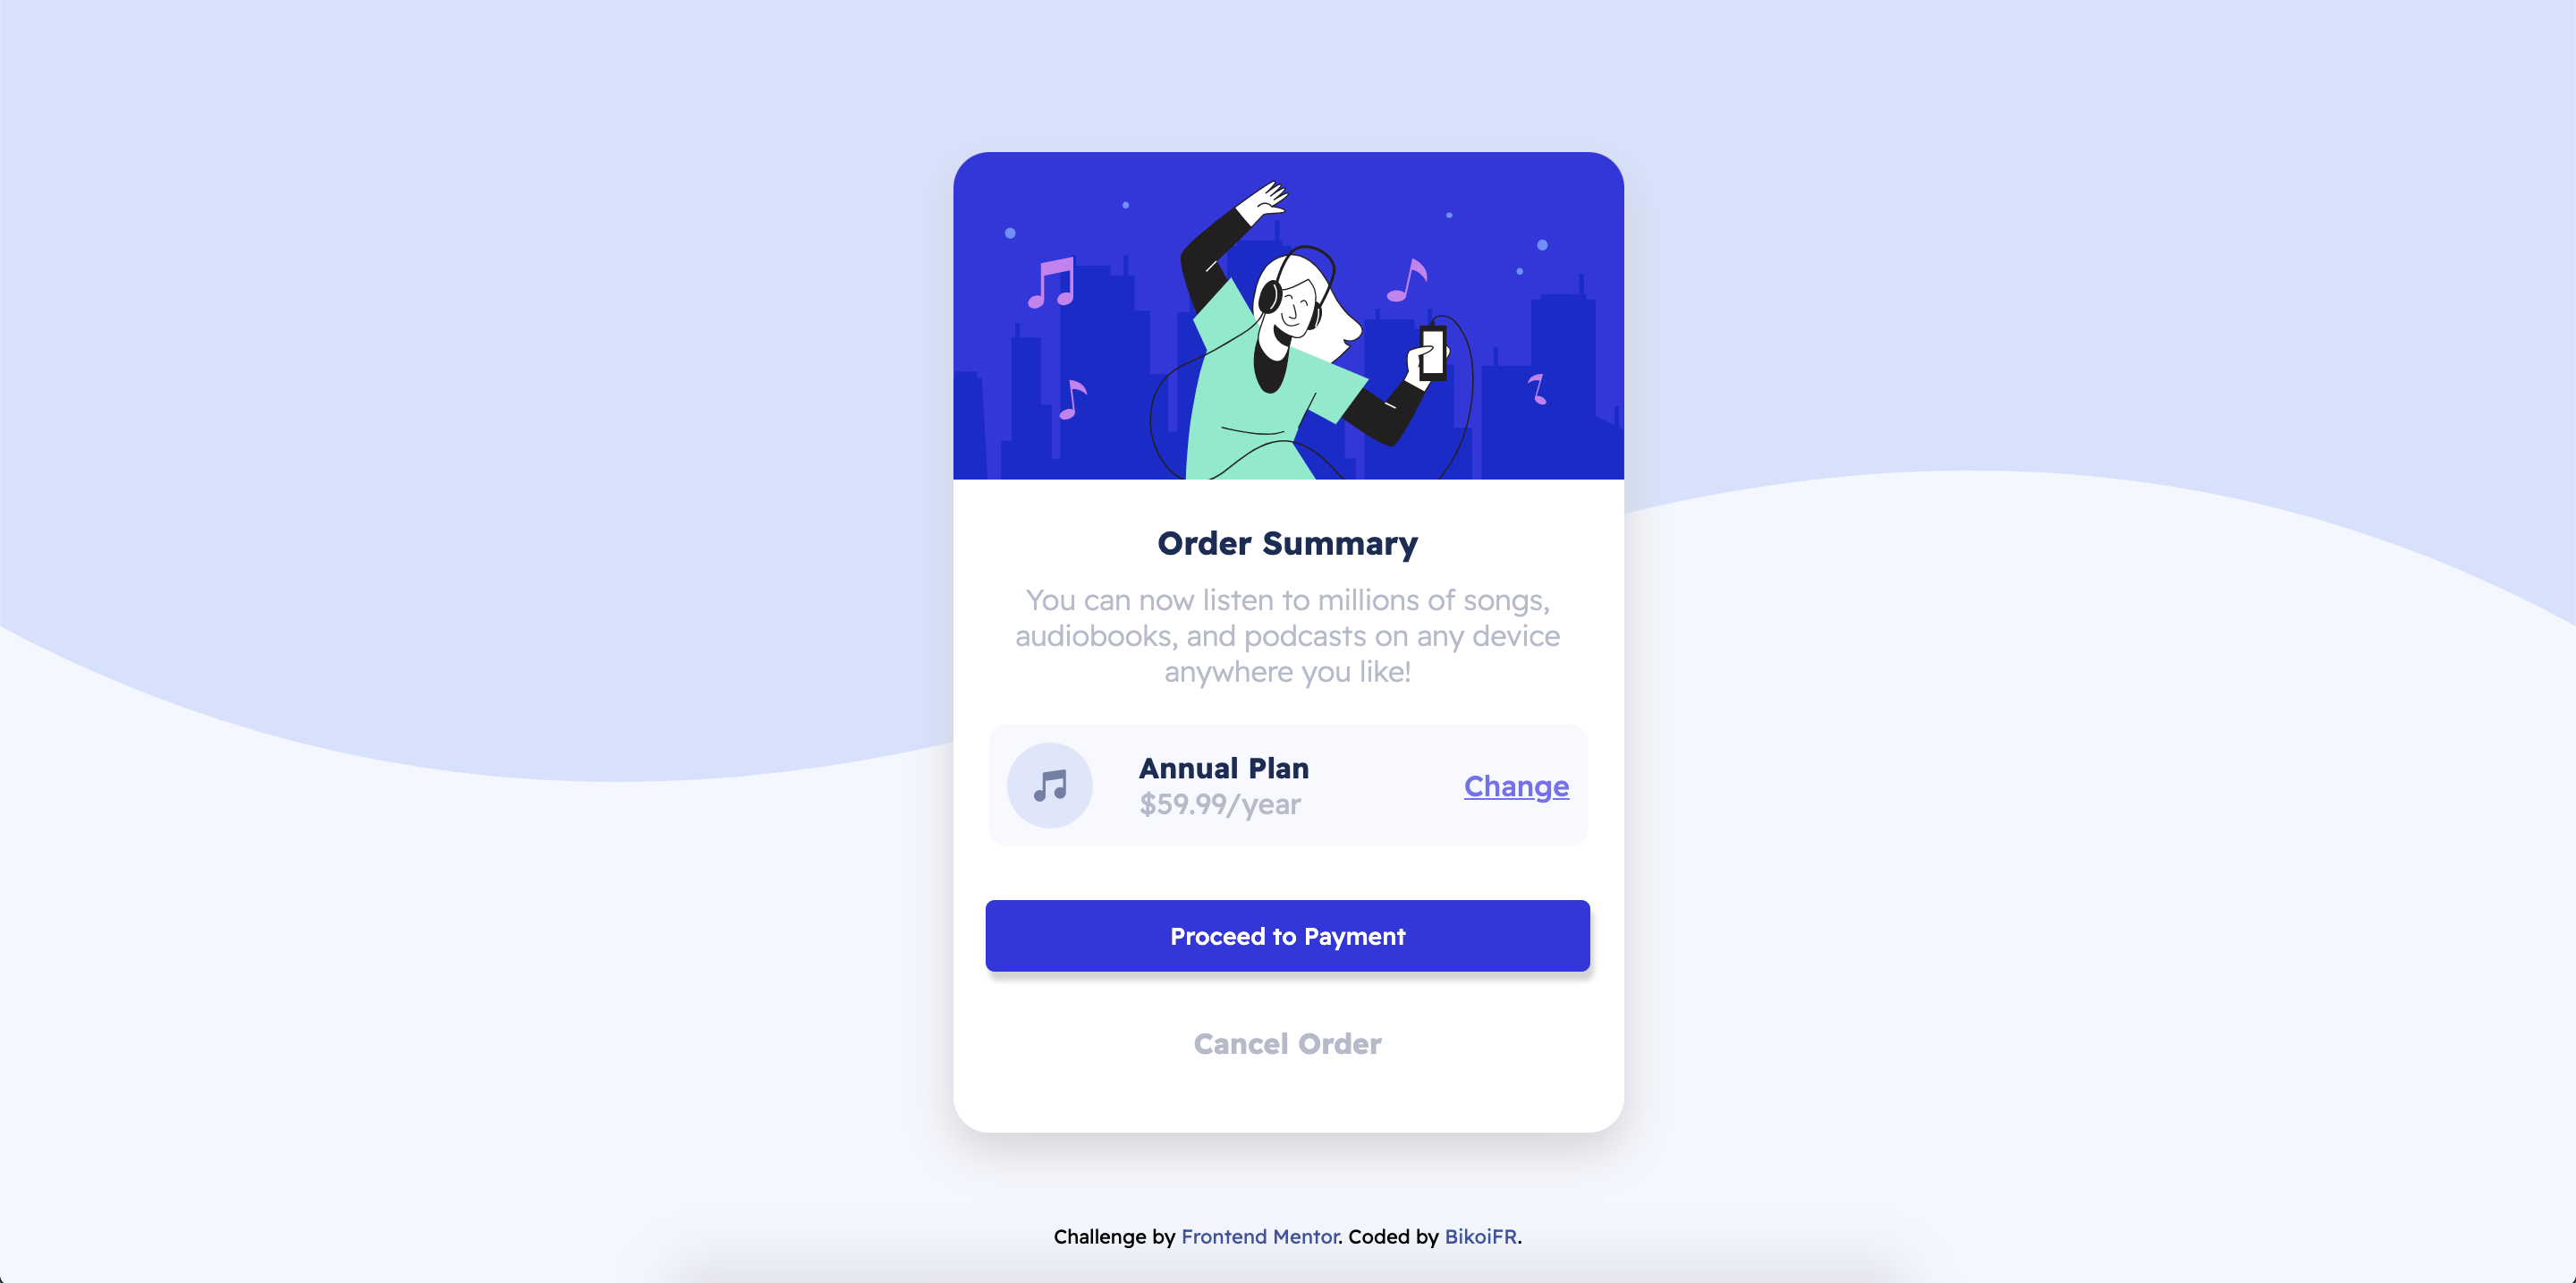 Order Summary
You can now listen to millions of songs,
audiobooks, and podcasts on any device
anywhere you like!
Annual Plan
$59.99/year
Change
Proceed to Payment
Cancel Order
Challenge by Frontend Mentor. Coded by BikoiFR.